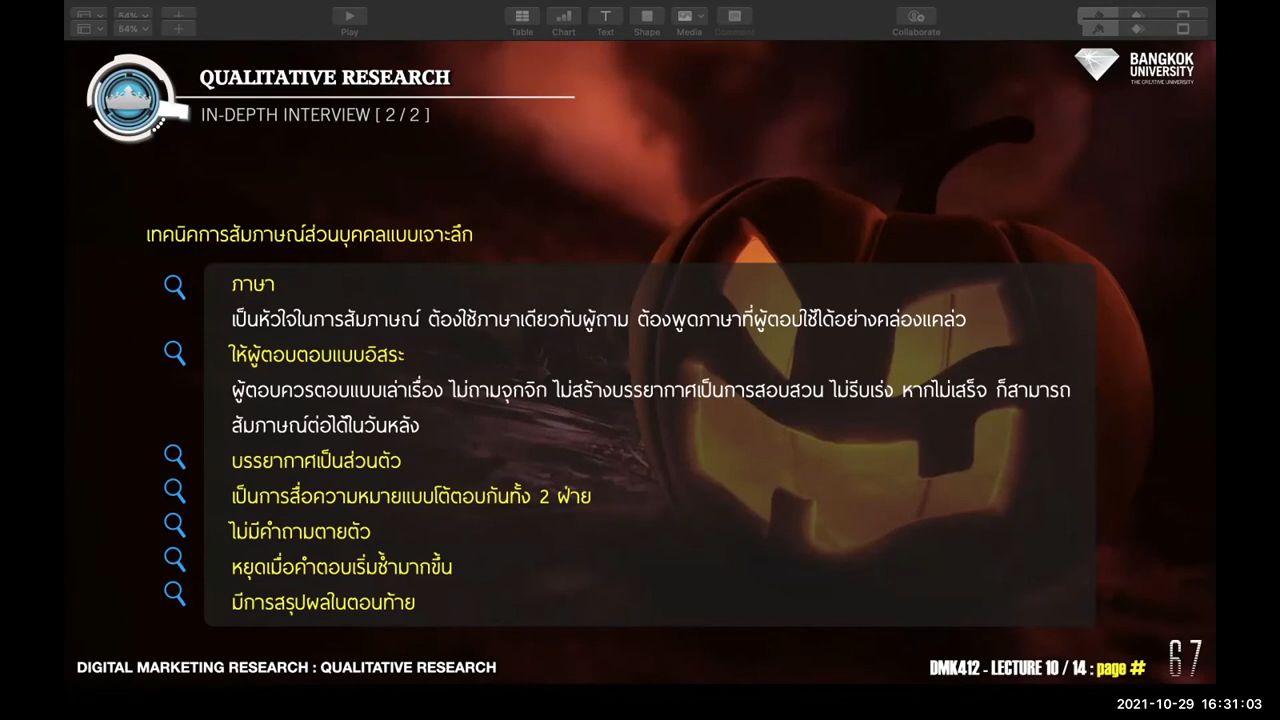 54%
54%
Play
Table
Chart
Text
Shape
Media
Comment
Collaborate
QUALITATIVE RESEARCH
IN-DEPTH INTERVIEW [ 2 / 2 ]
BANGKOK
UNIVERSITY
THE CREATIVE UNIVERSITY
เทคนิคการสัมภาษณ์ส่วนบุคคลแบบเจาะลึก
ภาษา
เป็นหัวใจในการสัมภาษณ์ ต้องใช้ภาษาเดียวกับผู้ถาม ต้องพูดภาษาที่ผู้ตอบใช้ได้อย่างคล่องแคล่ว
ให้ผู้ตอบตอบแบบอิสระ
ผู้ตอบควรตอบแบบเล่าเรื่อง ไม่ถามจุกจิก ไม่สร้างบรรยากาศเป็นการสอบสวน ไม่รีบเร่ง หากไม่เสร็จ ก็สามารถ
สัมภาษณ์ต่อได้ในวันหลัง
บรรยากาศเป็นส่วนตัว
เป็นการสื่อความหมายแบบโต้ตอบกันทั้ง 2 ฝ่าย
ไม่มีคำถามตายตัว
หยุดเมื่อคำตอบเริ่มซ้ำมากขึ้น
มีการสรุปผลในตอนท้าย
DIGITAL MARKETING RESEARCH : QUALITATIVE RESEARCH
DMK412 - LECTURE 10 / 14 : page # 67
2021-10-29 16:31:03